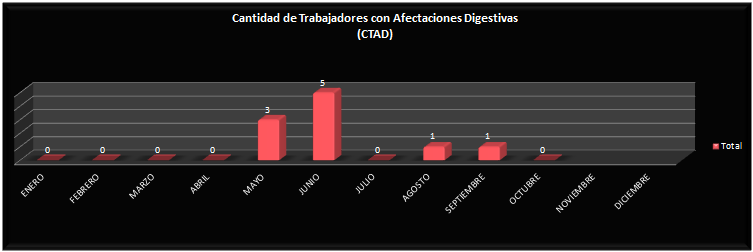 Cantidad de Trabajadores con Afectaciones Digestivas
(CTAD)
0 0 0 0 3 5 0 1 1 0
ENERO FEBRERO MARZO ABRIL MAYO JUNIO JULIO AGOSTO SEPTIEMBRE OCTUBRE NOVIEMBRE DICIEMBRE
Total